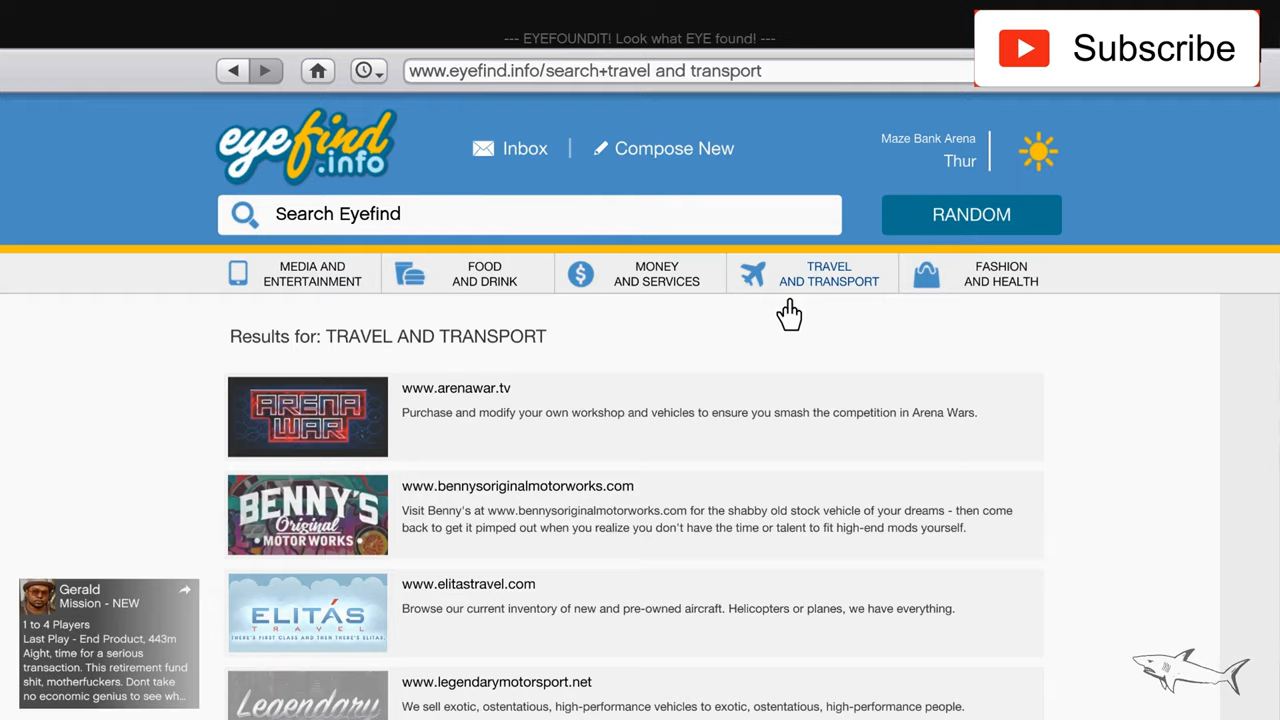 --- EYEFOUNDIT! Look what EYE found! ---
Subscribe
www.eyefind.info/search+travel and transport
eyefind
.info
Inbox
Compose New
Maze Bank Arena
Thur
Search Eyefind
RANDOM
MEDIA AND
ENTERTAINMENT
FOOD
AND DRINK
MONEY
AND SERVICES
TRAVEL
AND TRANSPORT
FASHION
AND HEALTH
Results for: TRAVEL AND TRANSPORT
ARENA
WAR
www.arenawar.tv
Purchase and modify your own workshop and vehicles to ensure you smash the competition in Arena Wars.
BENNY'S
Original
MOTOR WORKS
www.bennysoriginalmotorworks.com
Visit Benny's at www.bennysoriginalmotorworks.com for the shabby old stock vehicle of your dreams - then come
back to get it pimped out when you realize you don't have the time or talent to fit high-end mods yourself.
ELITÁS
TRAVEL
THERE'S FIRST CLASS AND THEN THERE'S ELITAS.
www.elitastravel.com
Browse our current inventory of new and pre-owned aircraft. Helicopters or planes, we have everything.
Legendary
www.legendarymotorsport.net
We sell exotic, ostentatious, high-performance vehicles to exotic, ostentatious, high-performance people.
Gerald
Mission - NEW
1 to 4 Players
Last Play - End Product, 443m
Aight, time for a serious
transaction. This retirement fund
shit, motherfuckers. Dont take
no economic genius to see wh...